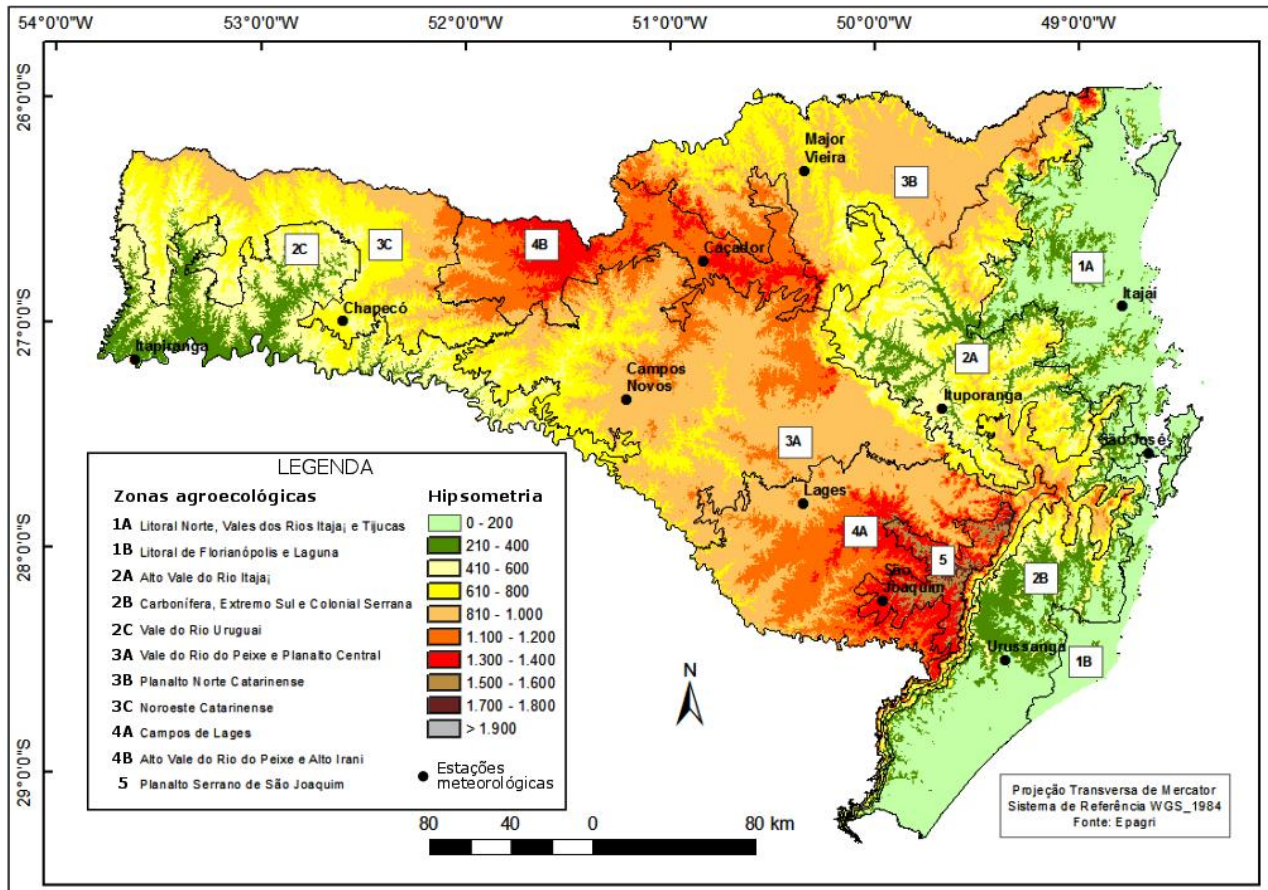 54°0'0"W 53°0'0"W 52°0'0"W 51°0'0"W 50°0'0"W 49°0'0"W
26°0'0"S
27°0'0"S
28°0'0"S
29°0'0"S
Major
Vieira
3B
2C
3C
4B
Caçador
1A
Itajaí
Chapecó
Itapiranga
2A
Campos
Novos
Ituporanga
3A
São José
Lages
4A
5
São
Joaquim
2B
Urussanga
1B
N
LEGENDA
Zonas agroecológicas
1A Litoral Norte, Vales dos Rios Itaja¡ e Tijucas
1B Litoral de Florianópolis e Laguna
2A Alto Vale do Rio Itaja¡
2B Carbonífera, Extremo Sul e Colonial Serrana
2C Vale do Rio Uruguai
3A Vale do Rio do Peixe e Planalto Central
3B Planalto Norte Catarinense
3C Noroeste Catarinense
4A Campos de Lages
4B Alto Vale do Rio do Peixe e Alto Irani
5 Planalto Serrano de São Joaquim
Hipsometria
0 - 200
210 - 400
410 - 600
610 - 800
810 - 1.000
1.100 - 1.200
1.300 - 1.400
1.500 - 1.600
1.700 - 1.800
> 1.900
Estações
meteorológicas
80 40 0 80 km
Projeção Transversa de Mercator
Sistema de Referência WGS_1984
Fonte: Epagri